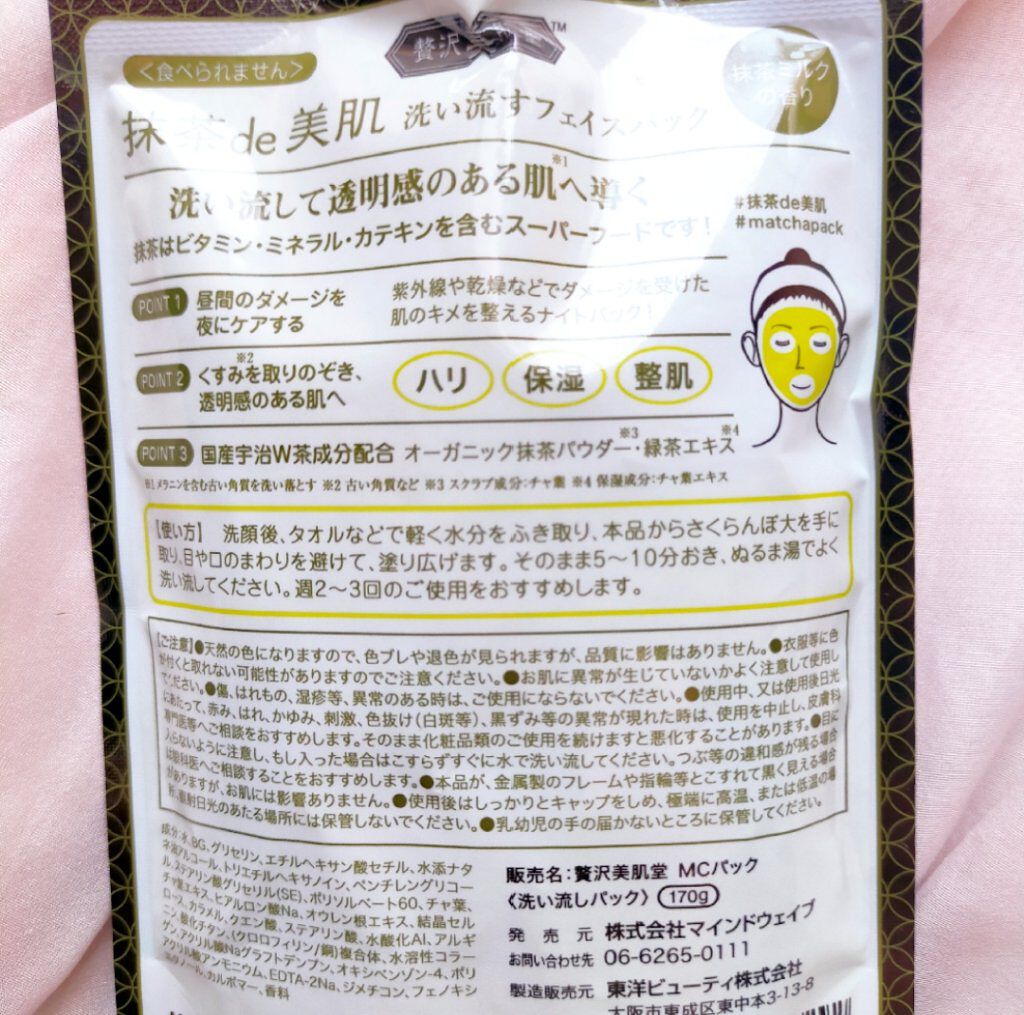 贅沢
TM
<食べられません>
抹茶ミルク
の香り
抹茶de美肌 洗い流すフェイスパック
洗い流して透明感のある肌※1へ導く
抹茶はビタミン・ミネラル・カテキンを含むスーパーフードです!
#抹茶de美肌
#matchapack
POINT 1 昼間のダメージを
夜にケアする
紫外線や乾燥などでダメージを受けた
肌のキメを整えるナイトパック!
POINT 2 くすみ※2を取りのぞき、
透明感のある肌へ
ハリ 保湿 整肌
POINT 3 国産宇治W茶成分配合 オーガニック抹茶パウダー※3・緑茶エキス※4
※1 メラニンを含む古い角質を洗い落とす ※2 古い角質など ※3 スクラブ成分:チャ葉 ※4 保湿成分:チャ葉エキス
【使い方】 洗顔後、タオルなどで軽く水分をふき取り、本品からさくらんぼ大を手に
取り、目や口のまわりを避けて、塗り広げます。そのまま5〜10分おき、ぬるま湯でよく
洗い流してください。週2〜3回のご使用をおすすめします。
【ご注意】●天然の色になりますので、色ブレや退色が見られますが、品質に影響はありません。●衣服等に色
が付くと取れない可能性がありますのでご注意ください。●お肌に異常が生じていないかよく注意して使用し
てください。●傷、はれもの、湿疹等、異常のある時は、ご使用にならないでください。●使用中、又は使用後日光
にあたって、赤み、はれ、かゆみ、刺激、色抜け(白斑等)、黒ずみ等の異常が現れた時は、使用を中止し、皮膚科
専門医等へご相談をおすすめします。そのまま化粧品類のご使用を続けますと悪化することがあります。●目に
入らないように注意し、もし入った場合はこすらずすぐに水で洗い流してください。つぶ等の違和感が残る場合
は眼科医へご相談することをおすすめします。●本品が、金属製のフレームや指輪等とこすれて黒く見える場合
がありますが、お肌には影響ありません。●使用後はしっかりとキャップをしめ、極端に高温、または低温の場
所、直射日光のあたる場所には保管しないでください。●乳幼児の手の届かないところに保管してください。
成分:水、BG、グリセリン、エチルヘキサン酸セチル、水添ナタ
ネ油アルコール、トリエチルヘキサノイン、ペンチレングリコー
ル、ステアリン酸グリセリル(SE)、ポリソルベート60、チャ葉、
チャ葉エキス、ヒアルロン酸Na、オウレン根エキス、結晶セル
ロース、カラメル、クエン酸、ステアリン酸、水酸化Al、アルギ
ニン、酸化チタン、(クロロフィリン/銅)複合体、水溶性コラー
ゲン、アクリル酸Naグラフトデンプン、オキシベンゾン-4、ポリ
アクリル酸アンモニウム、EDTA-2Na、ジメチコン、フェノキシ
エタノール、カルボマー、香料
販売名:贅沢美肌堂 MCパック
〈洗い流しパック〉 170g
発売元 株式会社マインドウェイブ
お問い合わせ先 06-6265-0111
製造販売元 東洋ビューティ株式会社
大阪市東成区東中本3-13-8